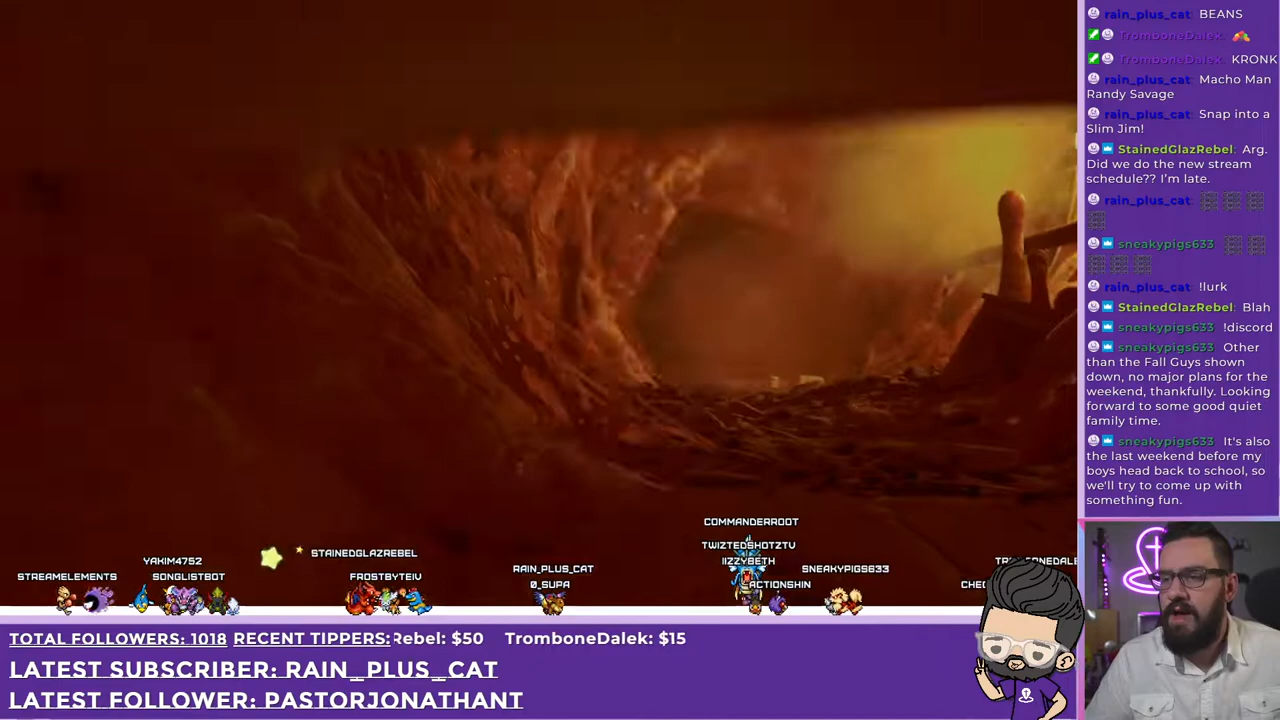 rain_plus_cat: BEANS
TromboneDalek:
TromboneDalek: KRONK
rain_plus_cat: Macho Man
Randy Savage
rain_plus_cat: Snap into a
Slim Jim!
StainedGlazRebel: Arg.
Did we do the new stream
schedule?? I'm late.
rain_plus_cat:
sneakypigs633
rain_plus_cat: !lurk
StainedGlazRebel: Blah
sneakypigs633 !discord
sneakypigs633 Other
than the Fall Guys shown
down, no major plans for the
weekend, thankfully. Looking
forward to some good quiet
family time.
sneakypigs633 It's also
the last weekend before my
boys head back to school, so
we'll try to come up with
something fun.
COMMANDERROOT
TWIZTEDSHOTZTV
STAINEDGLAZREBEL
YAKIM4752
IIZZYBETH
RAIN_PLUS_CAT
SNEAKYPIGS633
STREAMELEMENTS
SONGLISTBOT
FROSTBYTEIV
0_SUPA
ACTIONSHIN
TOTAL FOLLOWERS: 1018 RECENT TIPPERS: Rebel: $50 TromboneDalek: $15
LATEST SUBSCRIBER: RAIN_PLUS_CAT
LATEST FOLLOWER: PASTORJONATHANT